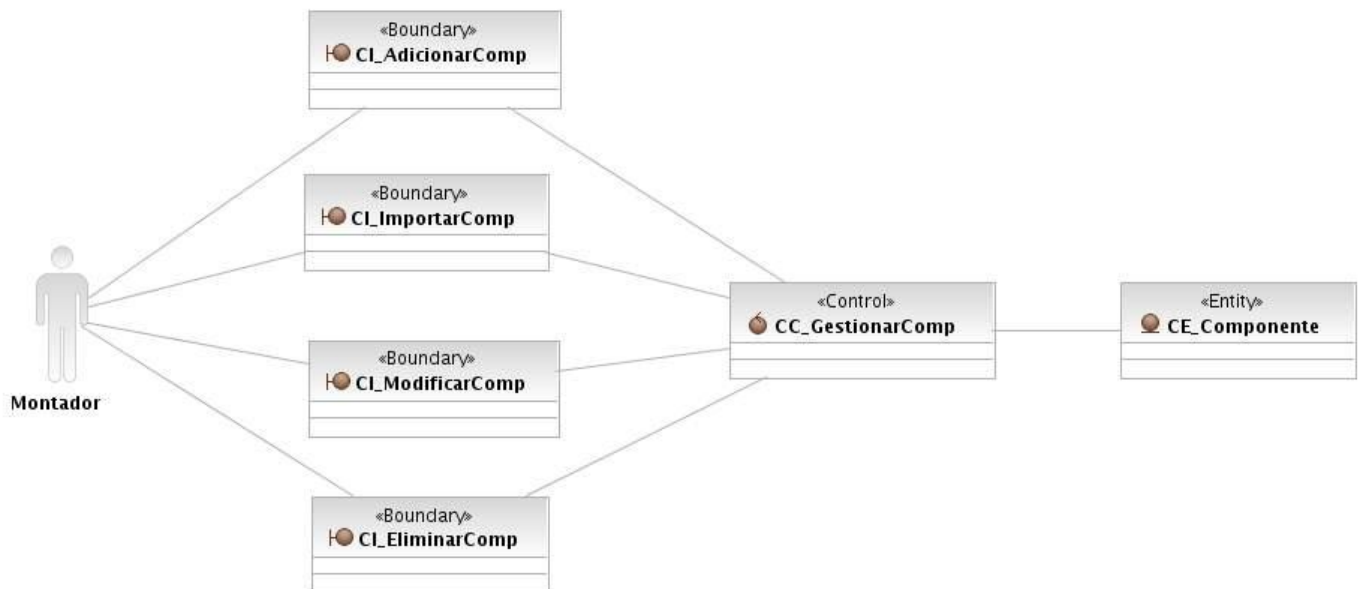 «Boundary»
CI_AdicionarComp
«Boundary»
CI_ImportarComp
«Control»
CC_GestionarComp
«Entity»
CE_Componente
«Boundary»
CI_ModificarComp
Montador
«Boundary»
CI_EliminarComp